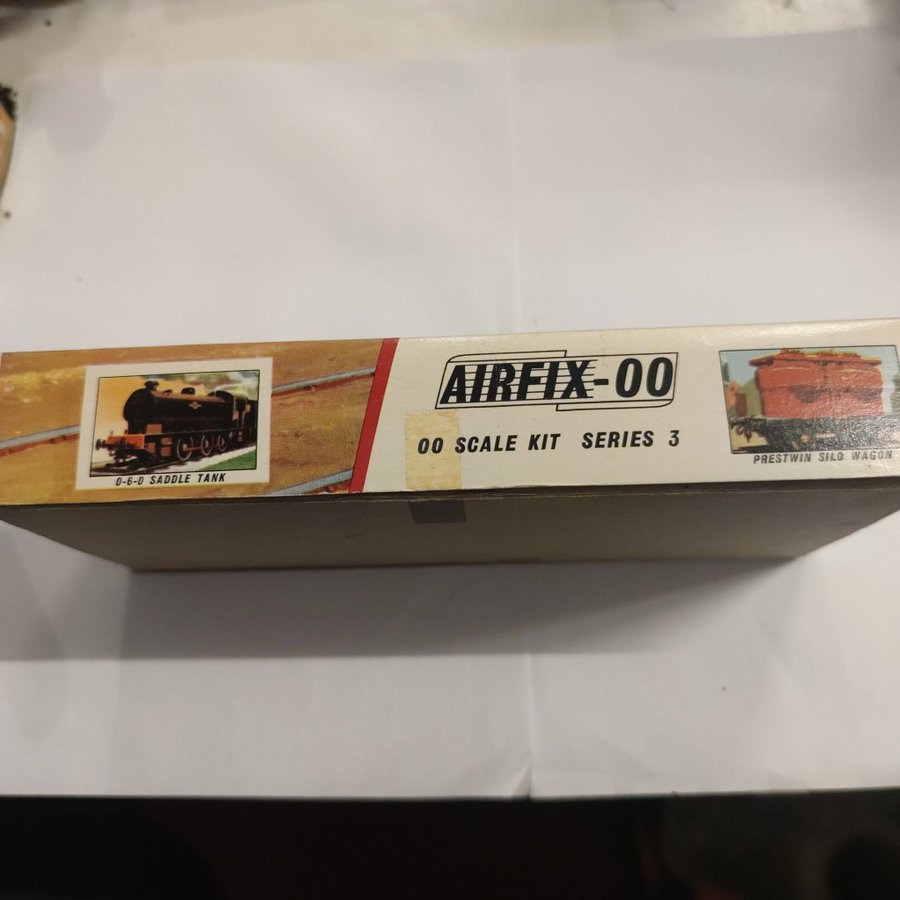 AIRFIX-00
00 SCALE KIT SERIES 3
0-6-0 SADDLE TANK
PRESTWIN SILO WAGON